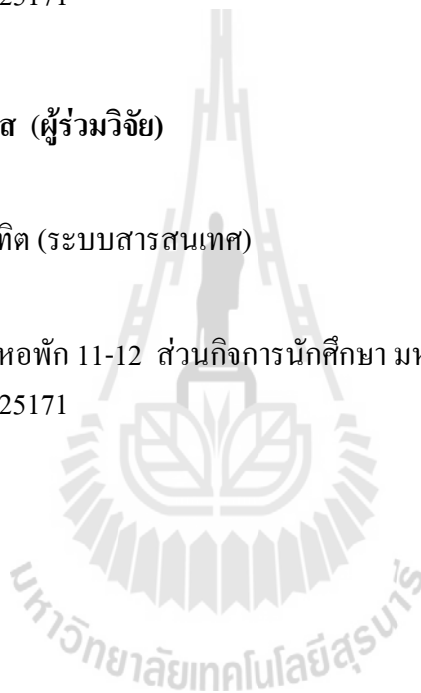 25171
ส (ผู้ร่วมวิจัย)
ทิต (ระบบสารสนเทศ)
หอพัก 11-12 ส่วนกิจการนักศึกษา มห
25171
มหาวิทยาลัยเทคโนโลยีสุรนารี